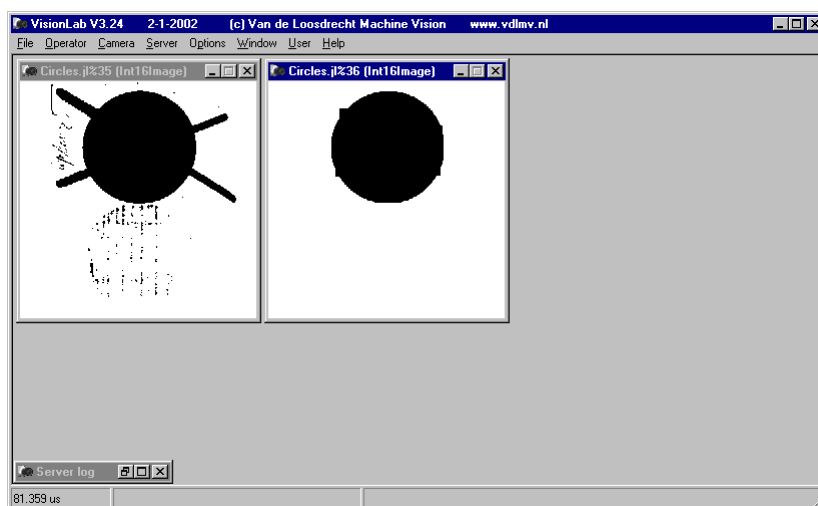 VisionLab V3.24 2-1-2002 (c) Van de Loosdrecht Machine Vision www.vdlmv.nl
File Operator Camera Server Options Window User Help
Circles.jl%35 (Int16Image)
Circles.jl%36 (Int16Image)
Server log
81.359 us